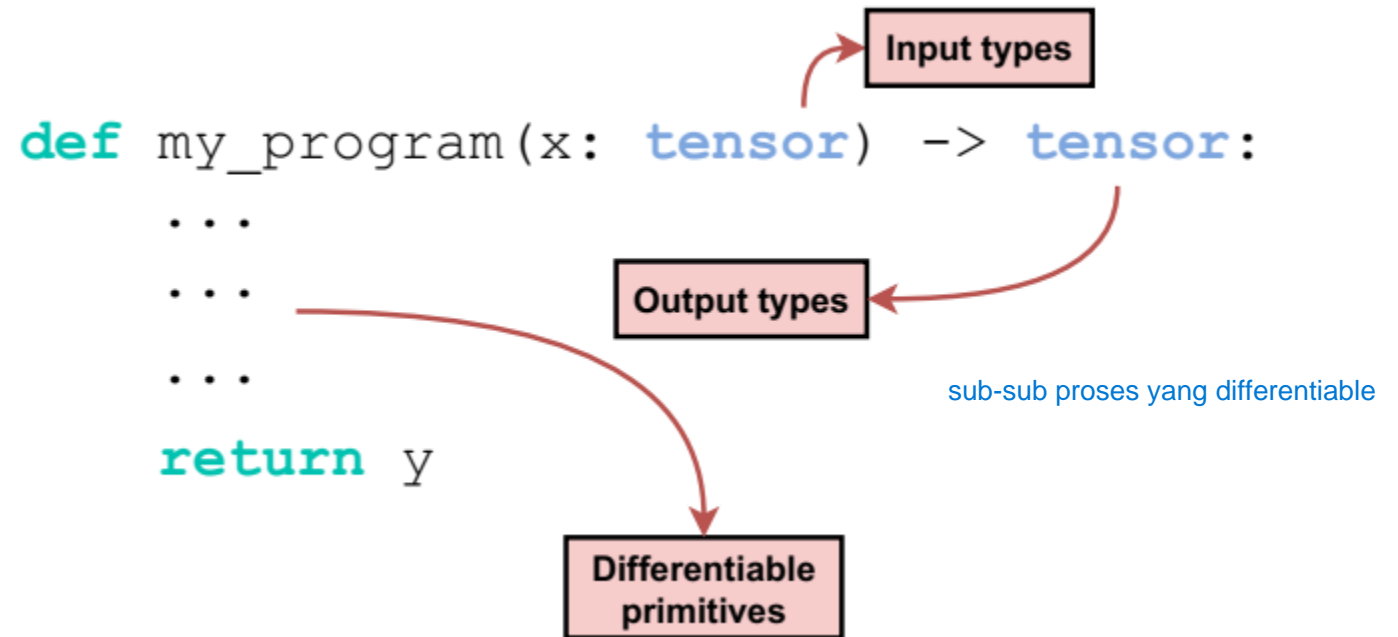 Input types
def my_program(x: tensor) -> tensor:
...
...
Output types
...
sub-sub proses yang differentiable
return y
Differentiable
primitives